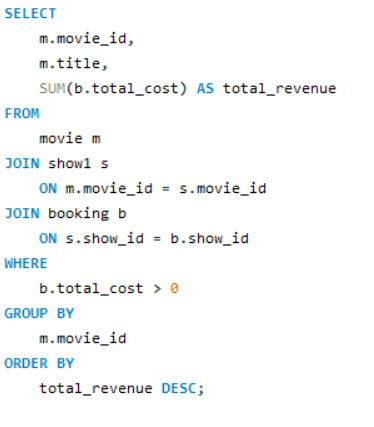 SELECT
    m.movie_id,
    m.title,
    SUM(b.total_cost) AS total_revenue
FROM
    movie m
JOIN show1 s
    ON m.movie_id = s.movie_id
JOIN booking b
    ON s.show_id = b.show_id
WHERE
    b.total_cost > 0
GROUP BY
    m.movie_id
ORDER BY
    total_revenue DESC;